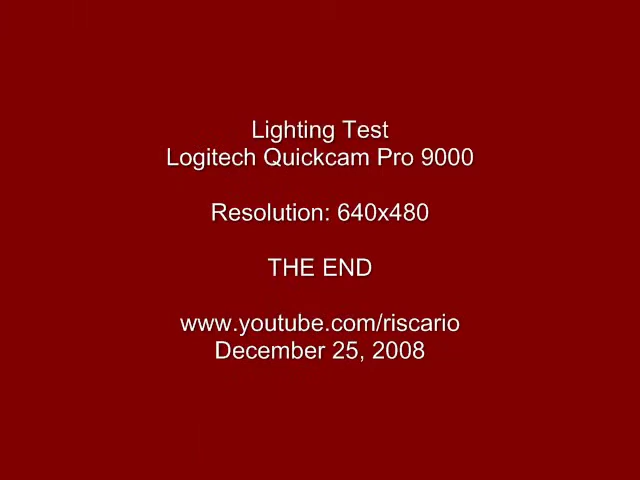 Lighting Test
Logitech Quickcam Pro 9000
Resolution: 640x480
THE END
www.youtube.com/riscario
December 25, 2008